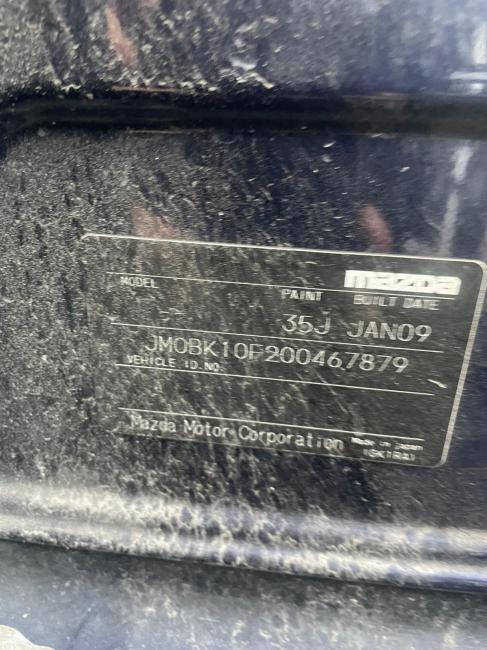 mazda
MODEL PAINT BUILT DATE
35J JAN09
JM0BK10F200467879
VEHICLE ID.NO.
Mazda Motor Corporation Made in Japan